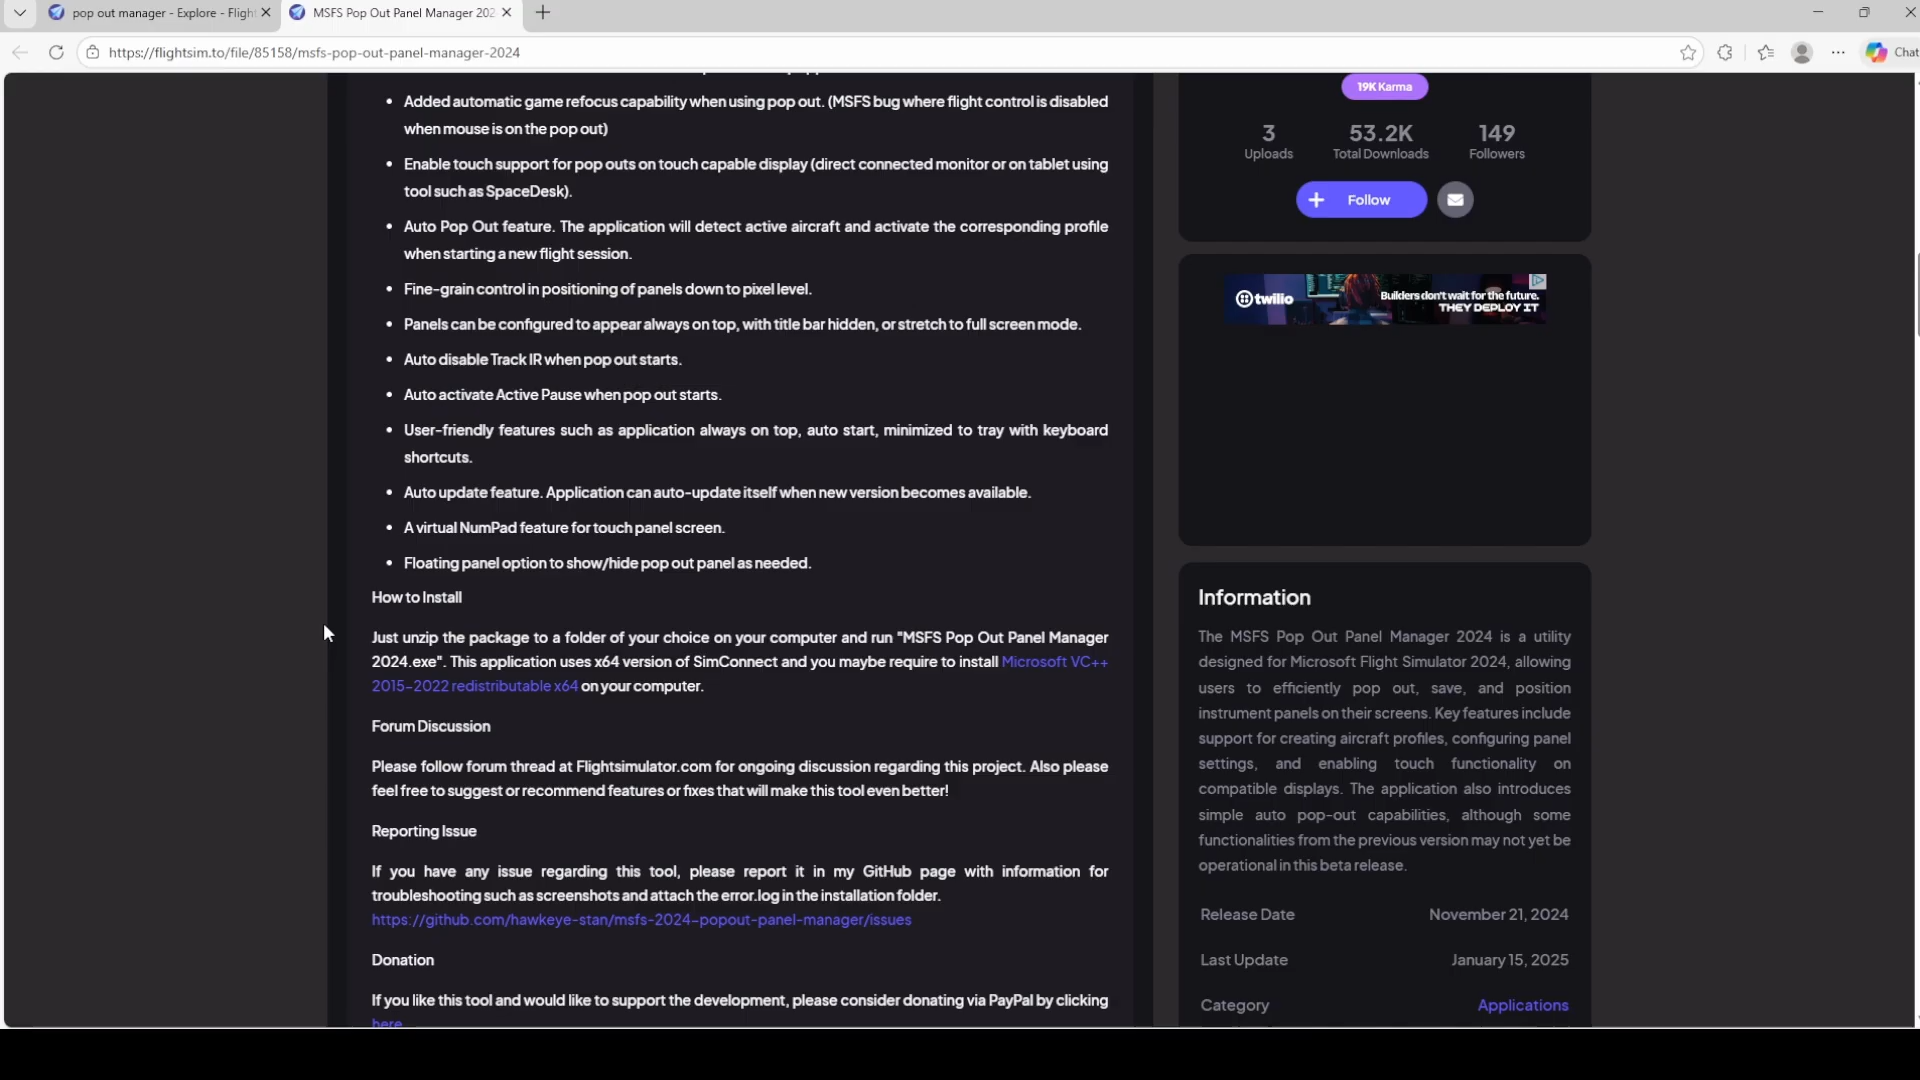 pop out manager - Explore - Flight
MSFS Pop Out Panel Manager 202
https://flightsim.to/file/85158/msfs-pop-out-panel-manager-2024
Chat
• Added automatic game refocus capability when using pop out. (MSFS bug where flight control is disabled
when mouse is on the pop out)
• Enable touch support for pop outs on touch capable display (direct connected monitor or on tablet using
tool such as SpaceDesk).
• Auto Pop Out feature. The application will detect active aircraft and activate the corresponding profile
when starting a new flight session.
• Fine-grain control in positioning of panels down to pixel level.
• Panels can be configured to appear always on top, with title bar hidden, or stretch to full screen mode.
• Auto disable Track IR when pop out starts.
• Auto activate Active Pause when pop out starts.
• User-friendly features such as application always on top, auto start, minimized to tray with keyboard
shortcuts.
• Auto update feature. Application can auto-update itself when new version becomes available.
• A virtual NumPad feature for touch panel screen.
• Floating panel option to show/hide pop out panel as needed.
How to Install
Just unzip the package to a folder of your choice on your computer and run "MSFS Pop Out Panel Manager
2024.exe". This application uses x64 version of SimConnect and you maybe require to install Microsoft VC++
2015-2022 redistributable x64 on your computer.
Forum Discussion
Please follow forum thread at Flightsimulator.com for ongoing discussion regarding this project. Also please
feel free to suggest or recommend features or fixes that will make this tool even better!
Reporting Issue
If you have any issue regarding this tool, please report it in my GitHub page with information for
troubleshooting such as screenshots and attach the error.log in the installation folder.
https://github.com/hawkeye-stan/msfs-2024-popout-panel-manager/issues
Donation
If you like this tool and would like to support the development, please consider donating via PayPal by clicking
here
19K Karma
3 53.2K 149
Uploads Total Downloads Followers
Follow
twilio
Builders don't wait for the future.
THEY DEPLOY IT
Information
The MSFS Pop Out Panel Manager 2024 is a utility
designed for Microsoft Flight Simulator 2024, allowing
users to efficiently pop out, save, and position
instrument panels on their screens. Key features include
support for creating aircraft profiles, configuring panel
settings, and enabling touch functionality on
compatible displays. The application also introduces
simple auto pop-out capabilities, although some
functionalities from the previous version may not yet be
operational in this beta release.
Release Date November 21, 2024
Last Update January 15, 2025
Category Applications